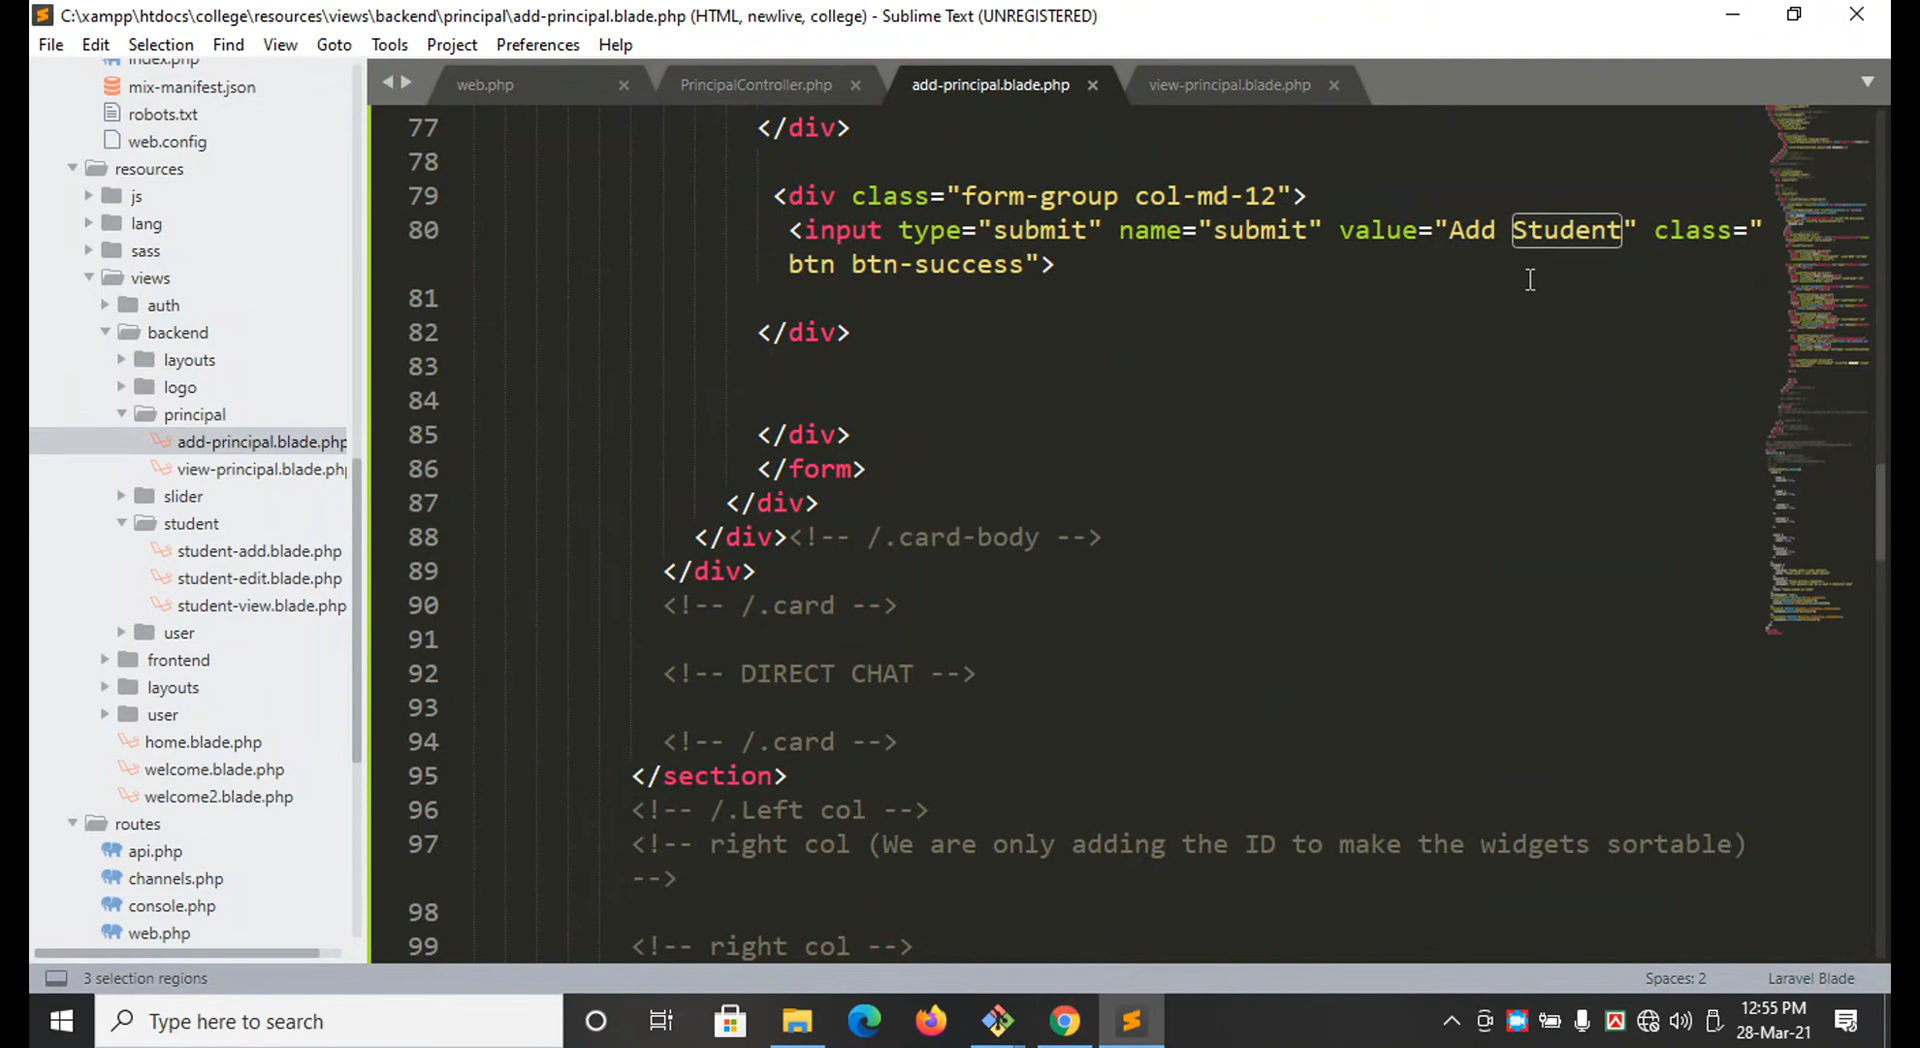 C:\xampp\htdocs\college\resources\views\backend\principal\add-principal.blade.php (HTML, newlive, college) - Sublime Text (UNREGISTERED)
File Edit Selection Find View Goto Tools Project Preferences Help
web.php PrincipalController.php add-principal.blade.php view-principal.blade.php
index.php
mix-manifest.json
robots.txt
web.config
resources
js
lang
sass
views
auth
backend
layouts
logo
principal
add-principal.blade.php
view-principal.blade.ph
slider
student
student-add.blade.php
student-edit.blade.php
student-view.blade.php
user
frontend
layouts
user
home.blade.php
welcome.blade.php
welcome2.blade.php
routes
api.php
channels.php
console.php
web.php
77 </div>
78
79 <div class="form-group col-md-12">
80 <input type="submit" name="submit" value="Add Student" class="
btn btn-success">
81
82 </div>
83
84
85 </div>
86 </form>
87 </div>
88 </div><!-- /.card-body -->
89 </div>
90 <!-- /.card -->
91
92 <!-- DIRECT CHAT -->
93
94 <!-- /.card -->
95 </section>
96 <!-- /.Left col -->
97 <!-- right col (We are only adding the ID to make the widgets sortable)
-->
98
99 <!-- right col -->
3 selection regions Spaces: 2 Laravel Blade
Type here to search
12:55 PM
28-Mar-21